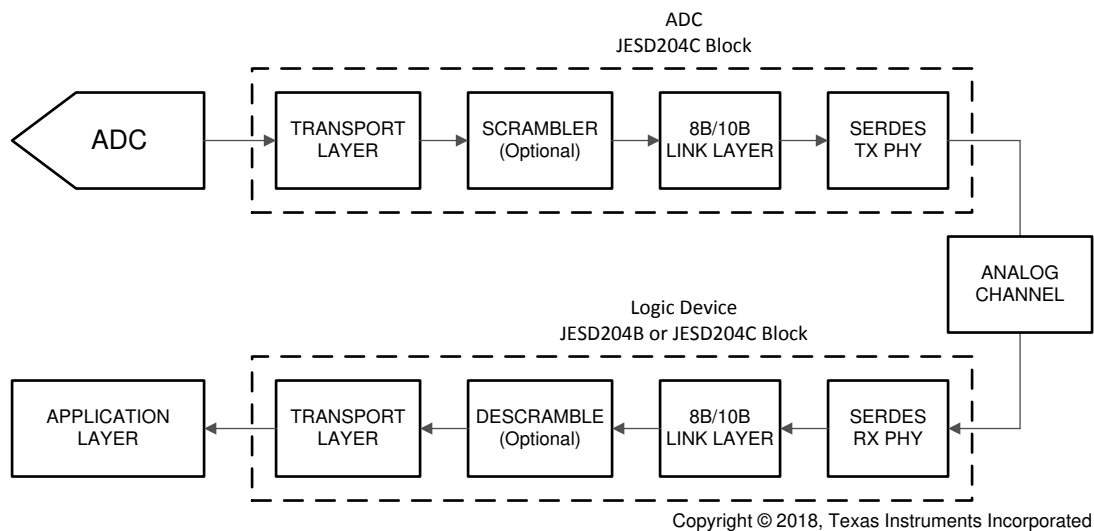 ADC
JESD204C Block
ADC
TRANSPORT
LAYER
SCRAMBLER
(Optional)
8B/10B
LINK LAYER
SERDES
TX PHY
ANALOG
CHANNEL
Logic Device
JESD204B or JESD204C Block
APPLICATION
LAYER
TRANSPORT
LAYER
DESCRAMBLE
(Optional)
8B/10B
LINK LAYER
SERDES
RX PHY
Copyright © 2018, Texas Instruments Incorporated